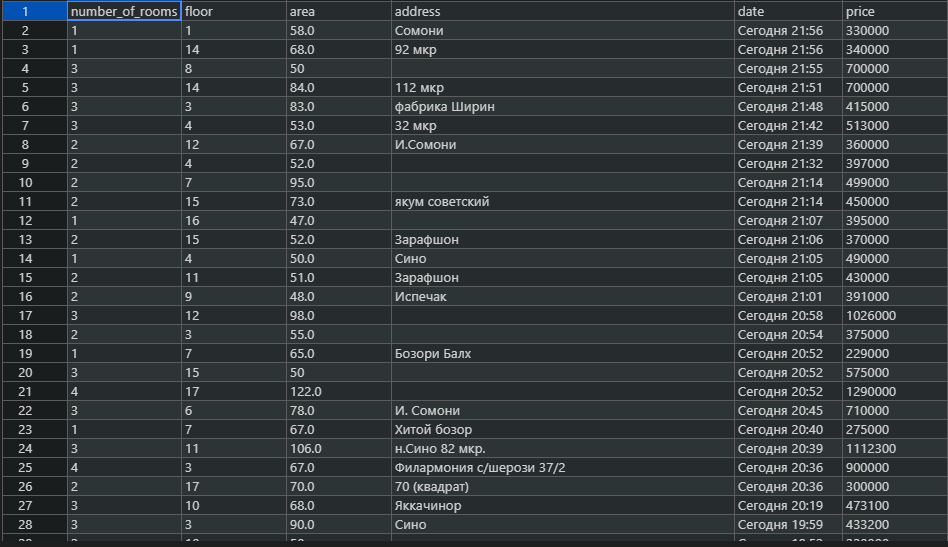 1 number_of_rooms floor area address date price
2 1 1 58.0 Сомони Сегодня 21:56 330000
3 1 14 68.0 92 мкр Сегодня 21:56 340000
4 3 8 50 Сегодня 21:55 700000
5 3 14 84.0 112 мкр Сегодня 21:51 700000
6 3 3 83.0 фабрика Ширин Сегодня 21:48 415000
7 3 4 53.0 32 мкр Сегодня 21:42 513000
8 2 12 67.0 И.Сомони Сегодня 21:39 360000
9 2 4 52.0 Сегодня 21:32 397000
10 2 7 95.0 Сегодня 21:14 499000
11 2 15 73.0 якум советский Сегодня 21:14 450000
12 1 16 47.0 Сегодня 21:07 395000
13 2 15 52.0 Зарафшон Сегодня 21:06 370000
14 1 4 50.0 Сино Сегодня 21:05 490000
15 2 11 51.0 Зарафшон Сегодня 21:05 430000
16 2 9 48.0 Испечак Сегодня 21:01 391000
17 3 12 98.0 Сегодня 20:58 1026000
18 2 3 55.0 Сегодня 20:54 375000
19 1 7 65.0 Бозори Балх Сегодня 20:52 229000
20 3 15 50 Сегодня 20:52 575000
21 4 17 122.0 Сегодня 20:52 1290000
22 3 6 78.0 И. Сомони Сегодня 20:45 710000
23 1 7 67.0 Хитой бозор Сегодня 20:40 275000
24 3 11 106.0 н.Сино 82 мкр. Сегодня 20:39 1112300
25 4 3 67.0 Филармония с/шерози 37/2 Сегодня 20:36 900000
26 2 17 70.0 70 (квадрат) Сегодня 20:36 300000
27 3 10 68.0 Яккачинор Сегодня 20:19 473100
28 3 3 90.0 Сино Сегодня 19:59 433200